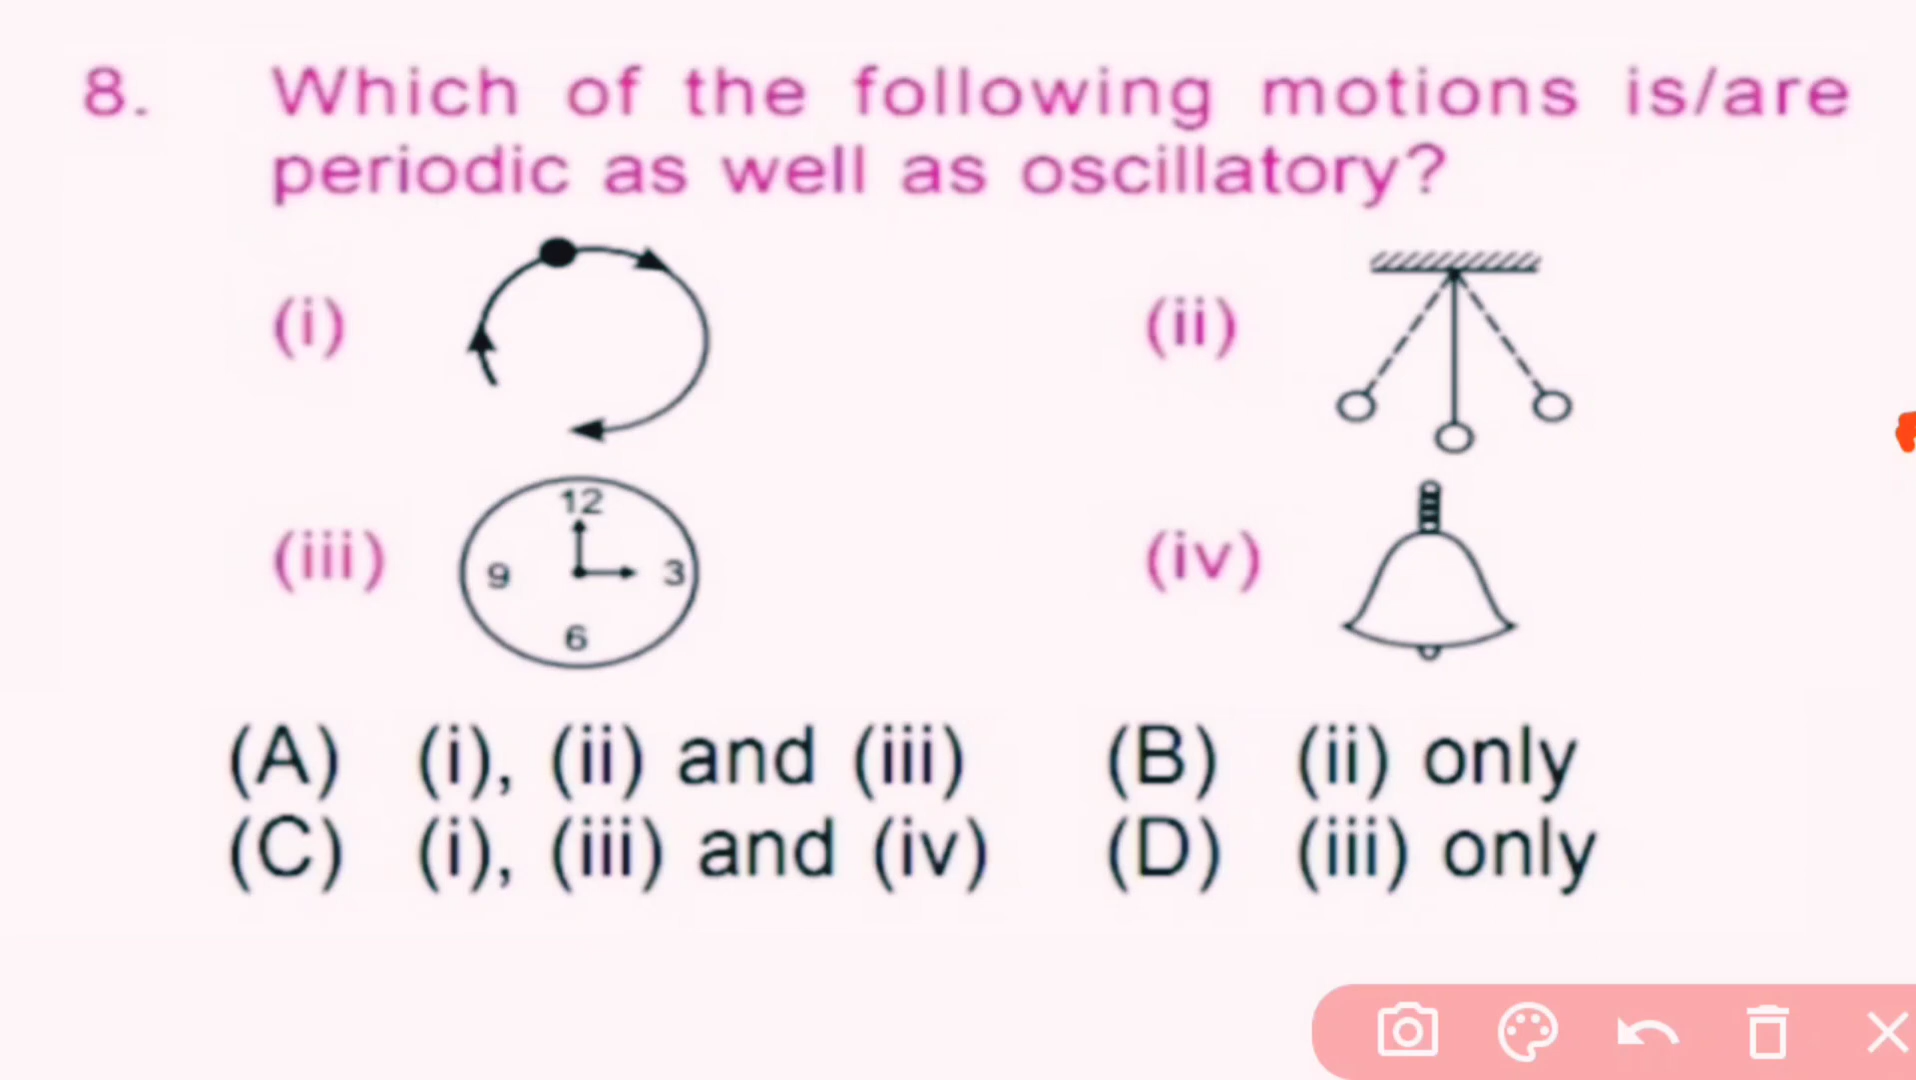 8. Which of the following motions is/are
periodic as well as oscillatory?
(i) (ii)
12
(iii) 9 3 (iv)
6
(A) (i), (ii) and (iii) (B) (ii) only
(C) (i), (iii) and (iv) (D) (iii) only